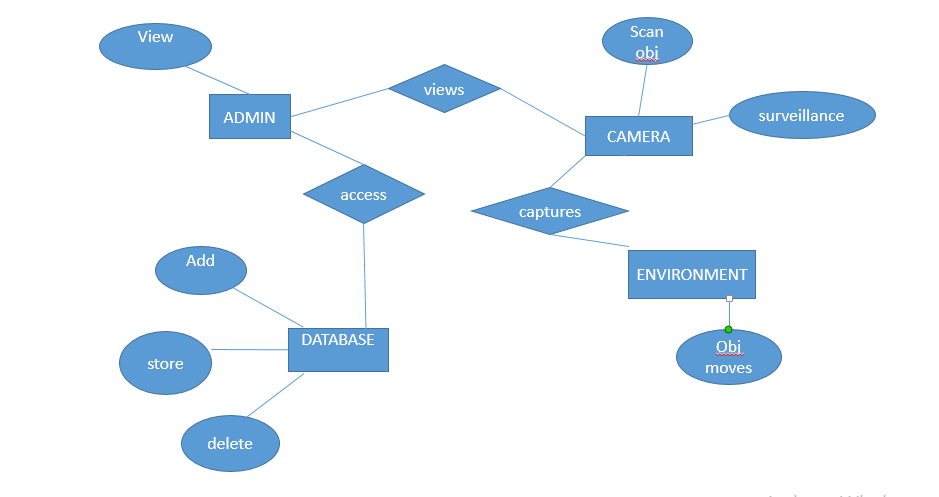 View
Scan
obj
views
ADMIN
surveillance
CAMERA
access
captures
Add
ENVIRONMENT
DATABASE
Obj
moves
store
delete